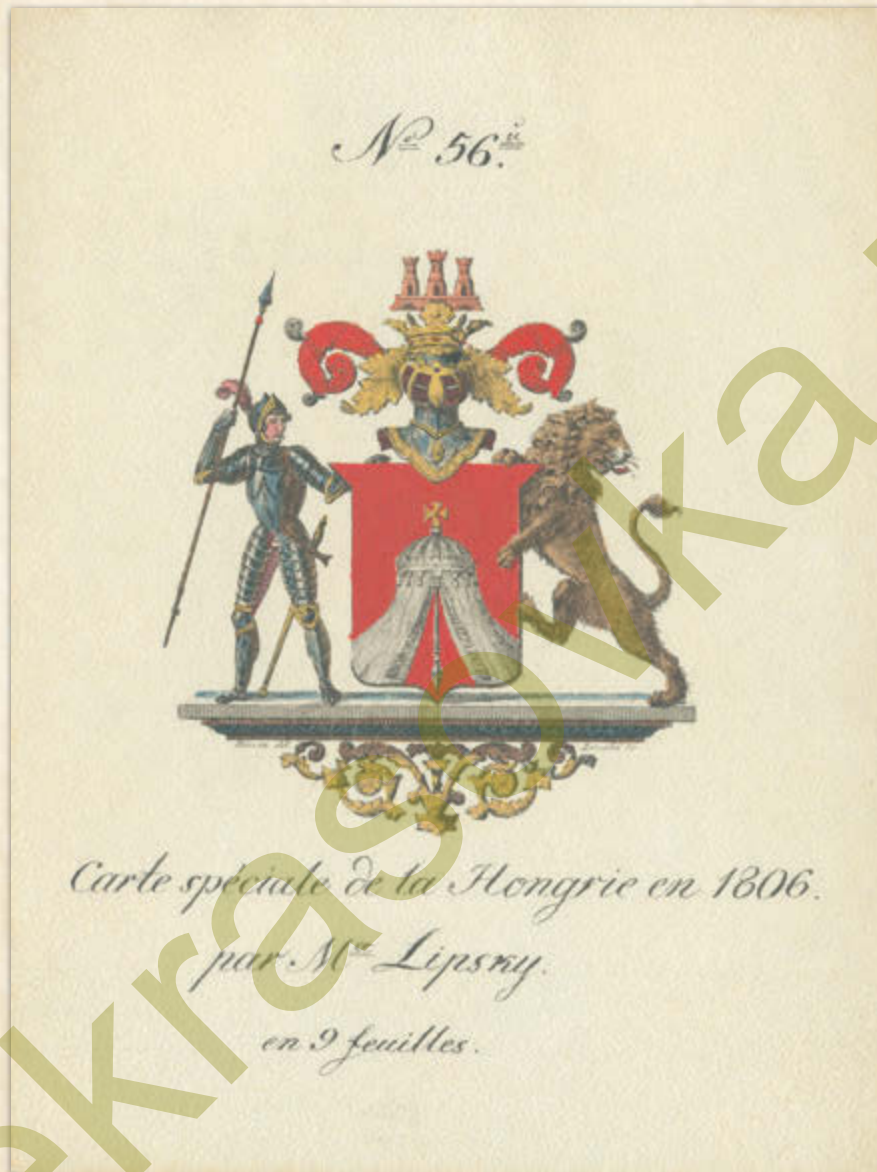 № 56.
Carte spéciale de la Hongrie en 1806.
par Mr Lipsky.
en 9 feuilles.